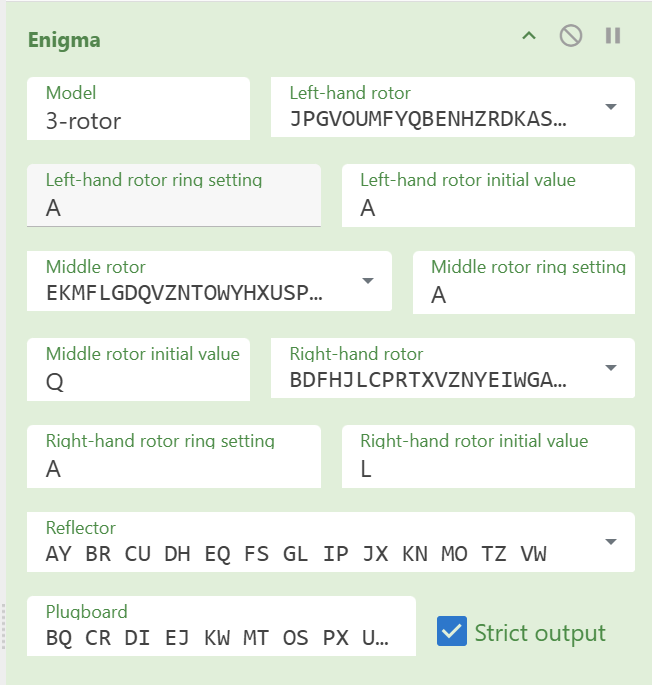 Enigma
Model
3-rotor
Left-hand rotor
JPGVOUMFYQBENHZRDKAS...
Left-hand rotor ring setting
A
Left-hand rotor initial value
A
Middle rotor
EKMFLGDQVZNTOWYHXUSP...
Middle rotor ring setting
A
Middle rotor initial value
Q
Right-hand rotor
BDFHJLCPRTXVZNYEIWGA...
Right-hand rotor ring setting
A
Right-hand rotor initial value
L
Reflector
AY BR CU DH EQ FS GL IP JX KN MO TZ VW
Plugboard
BQ CR DI EJ KW MT OS PX U...
Strict output